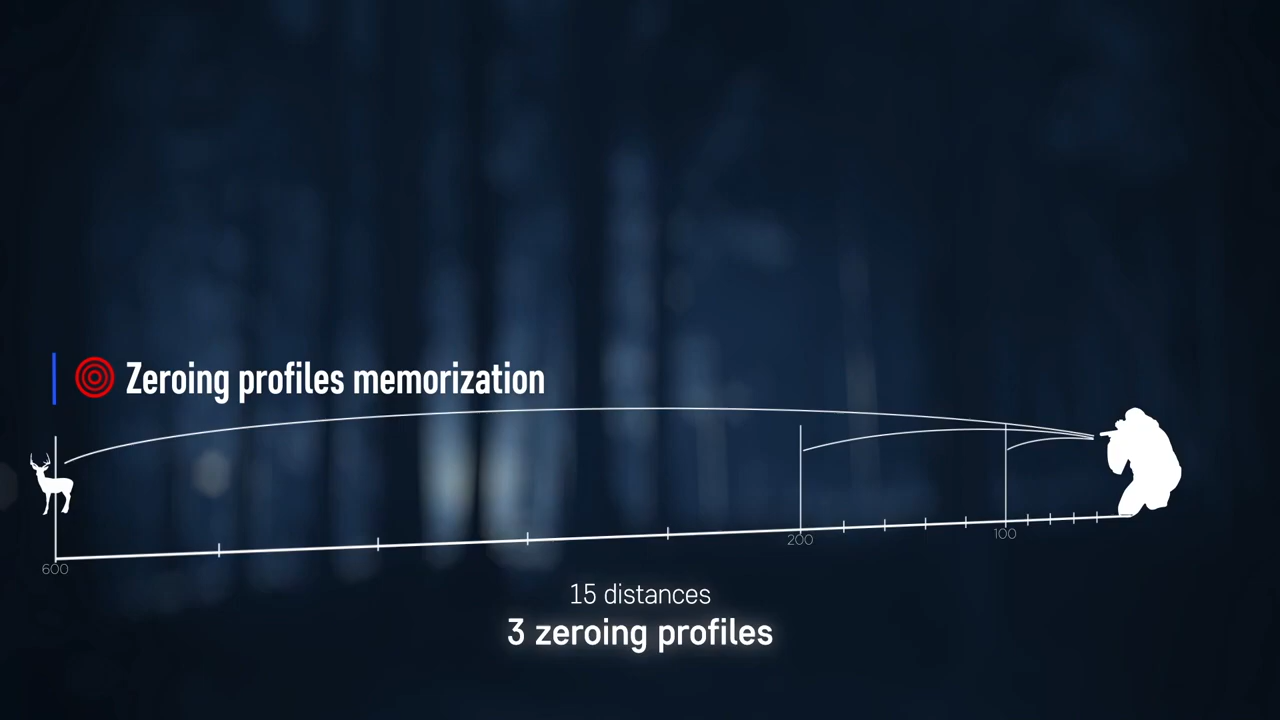 Zeroing profiles memorization
200
100
600
15 distances
3 zeroing profiles